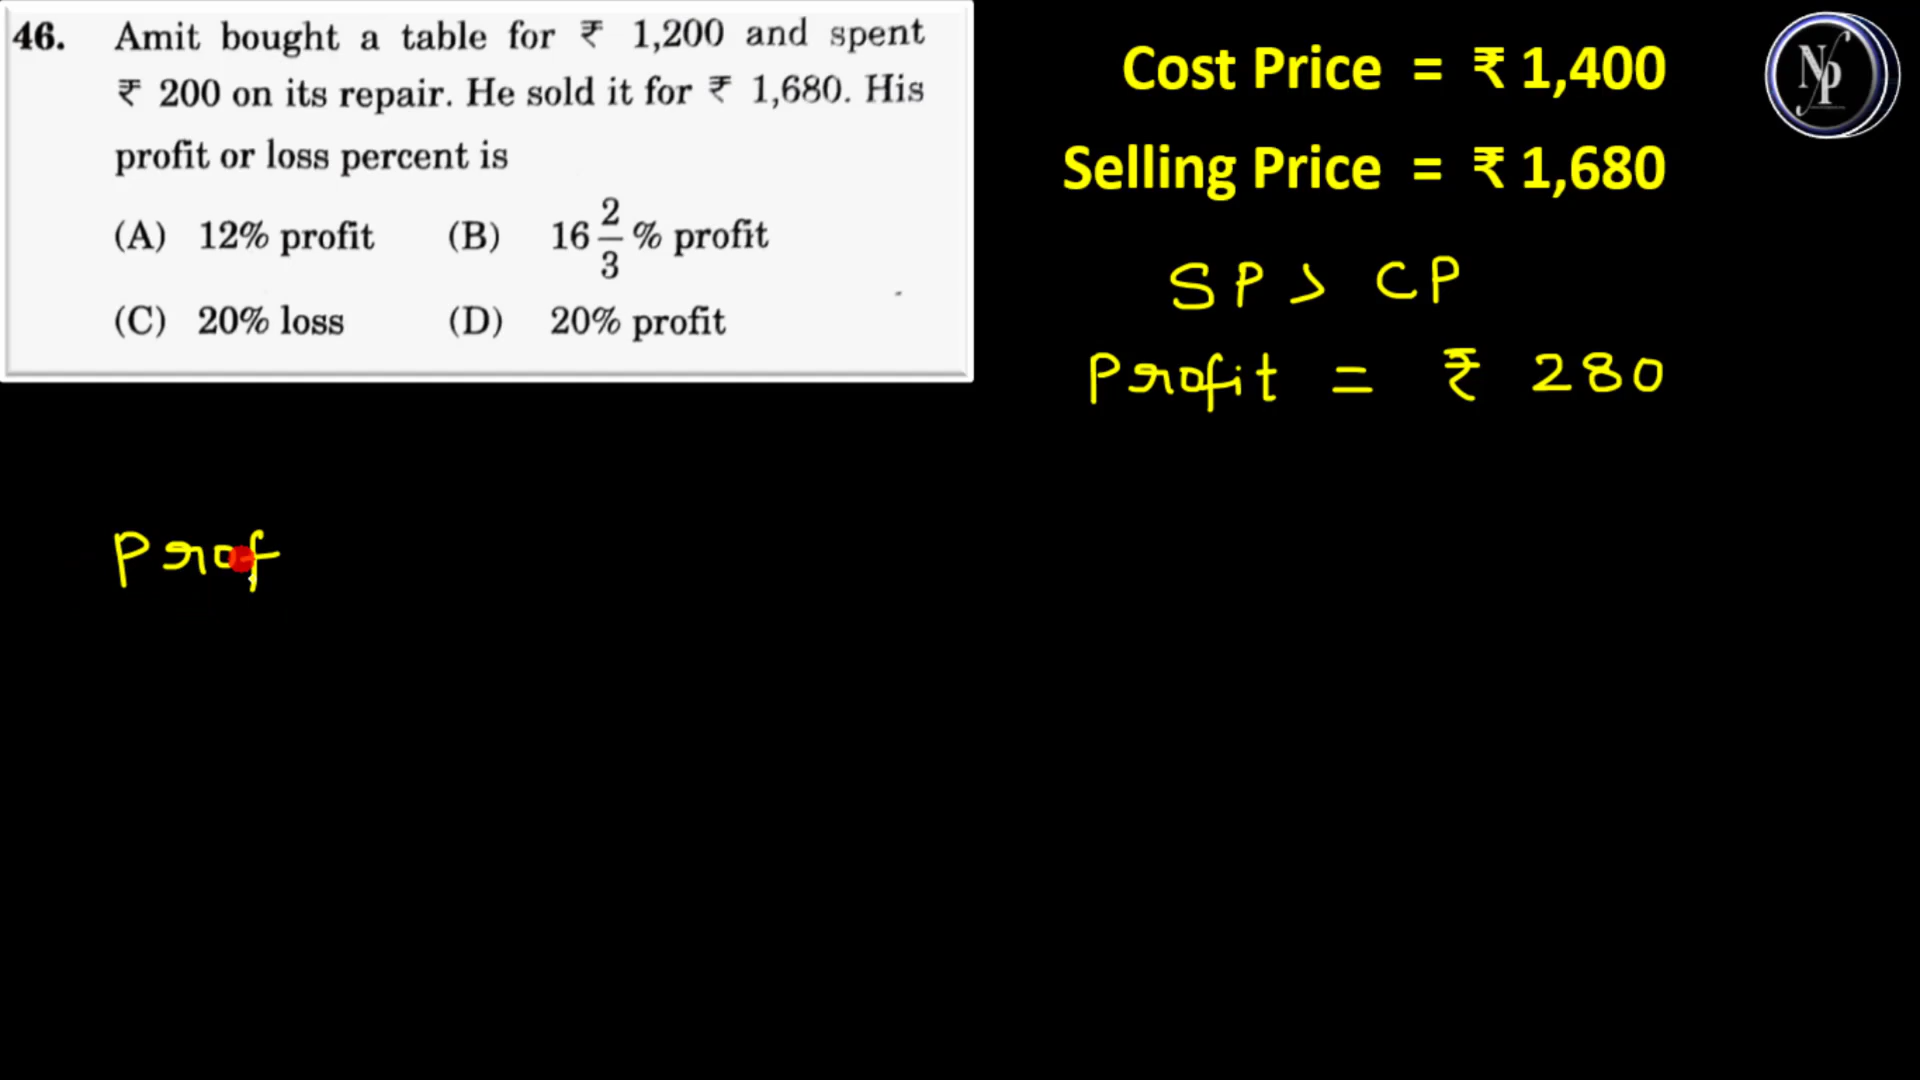 46. Amit bought a table for ₹ 1,200 and spent
₹ 200 on its repair. He sold it for ₹ 1,680. His
profit or loss percent is
(A) 12% profit (B) 16 2/3 % profit
(C) 20% loss (D) 20% profit
Cost Price = ₹ 1,400
Selling Price = ₹ 1,680
SP > CP
Profit = ₹ 280
Prof
NP